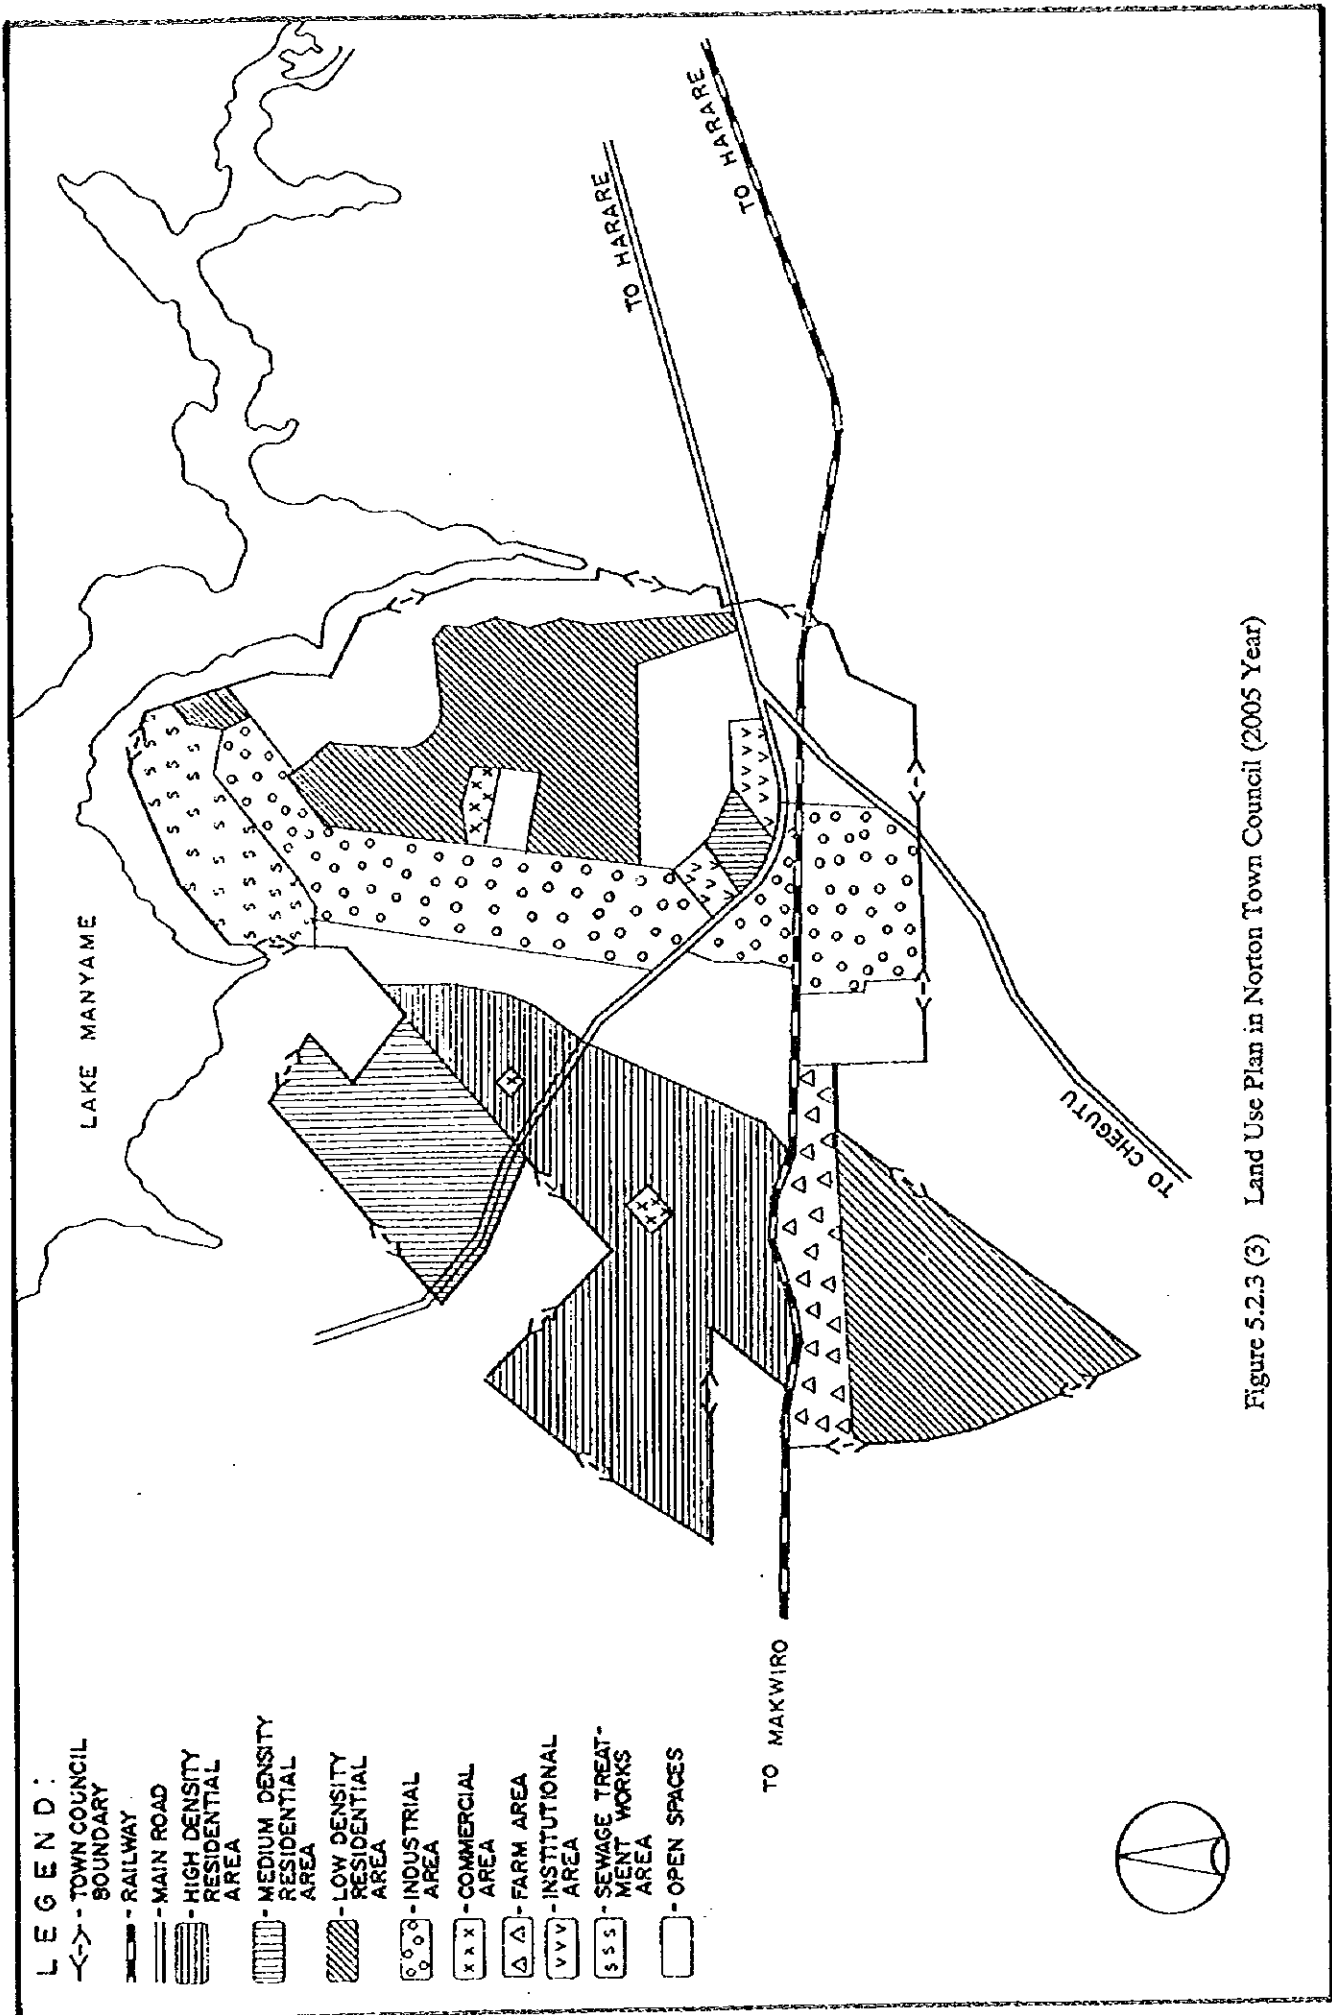 LEGEND:
- TOWN COUNCIL
BOUNDARY
- RAILWAY
- MAIN ROAD
- HIGH DENSITY
RESIDENTIAL
AREA
- MEDIUM DENSITY
RESIDENTIAL
AREA
- LOW DENSITY
RESIDENTIAL
AREA
- INDUSTRIAL
AREA
- COMMERCIAL
AREA
- FARM AREA
- INSTITUTIONAL
AREA
- SEWAGE TREAT-
MENT WORKS
AREA
- OPEN SPACES
LAKE MANYAME
TO HARARE
TO HARARE
TO MAKWIRO
TO CHEGUTU
Figure 5.2.3 (3) Land Use Plan in Norton Town Council (2005 Year)